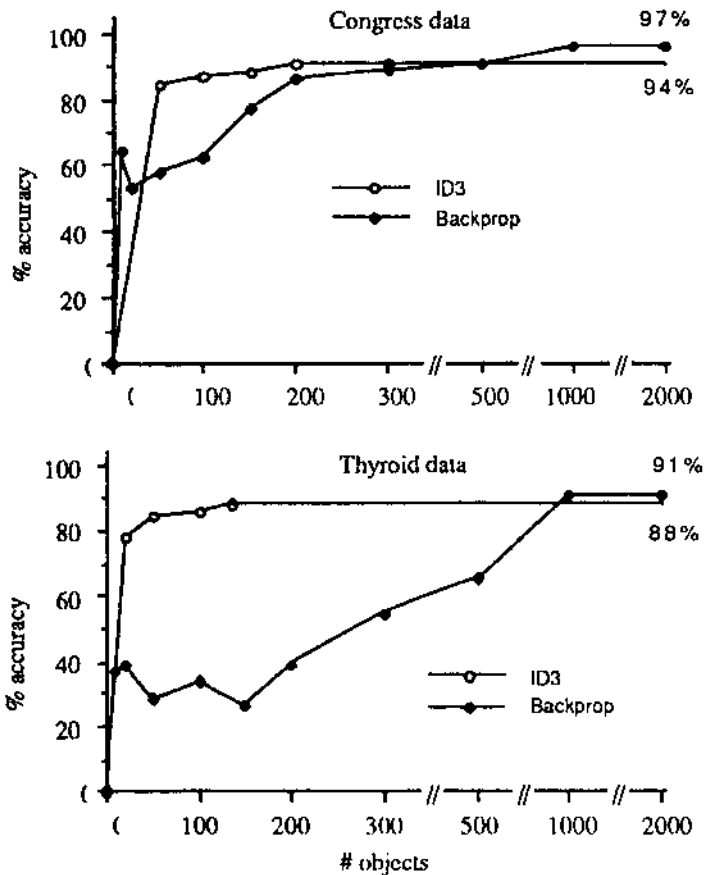 Congress data
97%
100
80
60
40
20
(
% accuracy
94%
ID3
Backprop
( 100 200 300 // 500 // 1000 // 2000
Thyroid data
91%
100
80
60
40
20
(
% accuracy
88%
ID3
Backprop
( 100 200 300 // 500 // 1000 // 2000
# objects